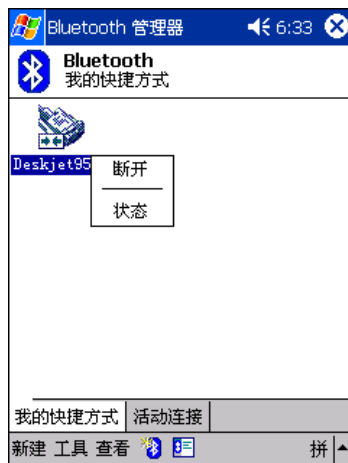 Bluetooth 管理器 6:33
Bluetooth
我的快捷方式
Deskjet95
断开
状态
我的快捷方式 活动连接
新建 工具 查看 拼